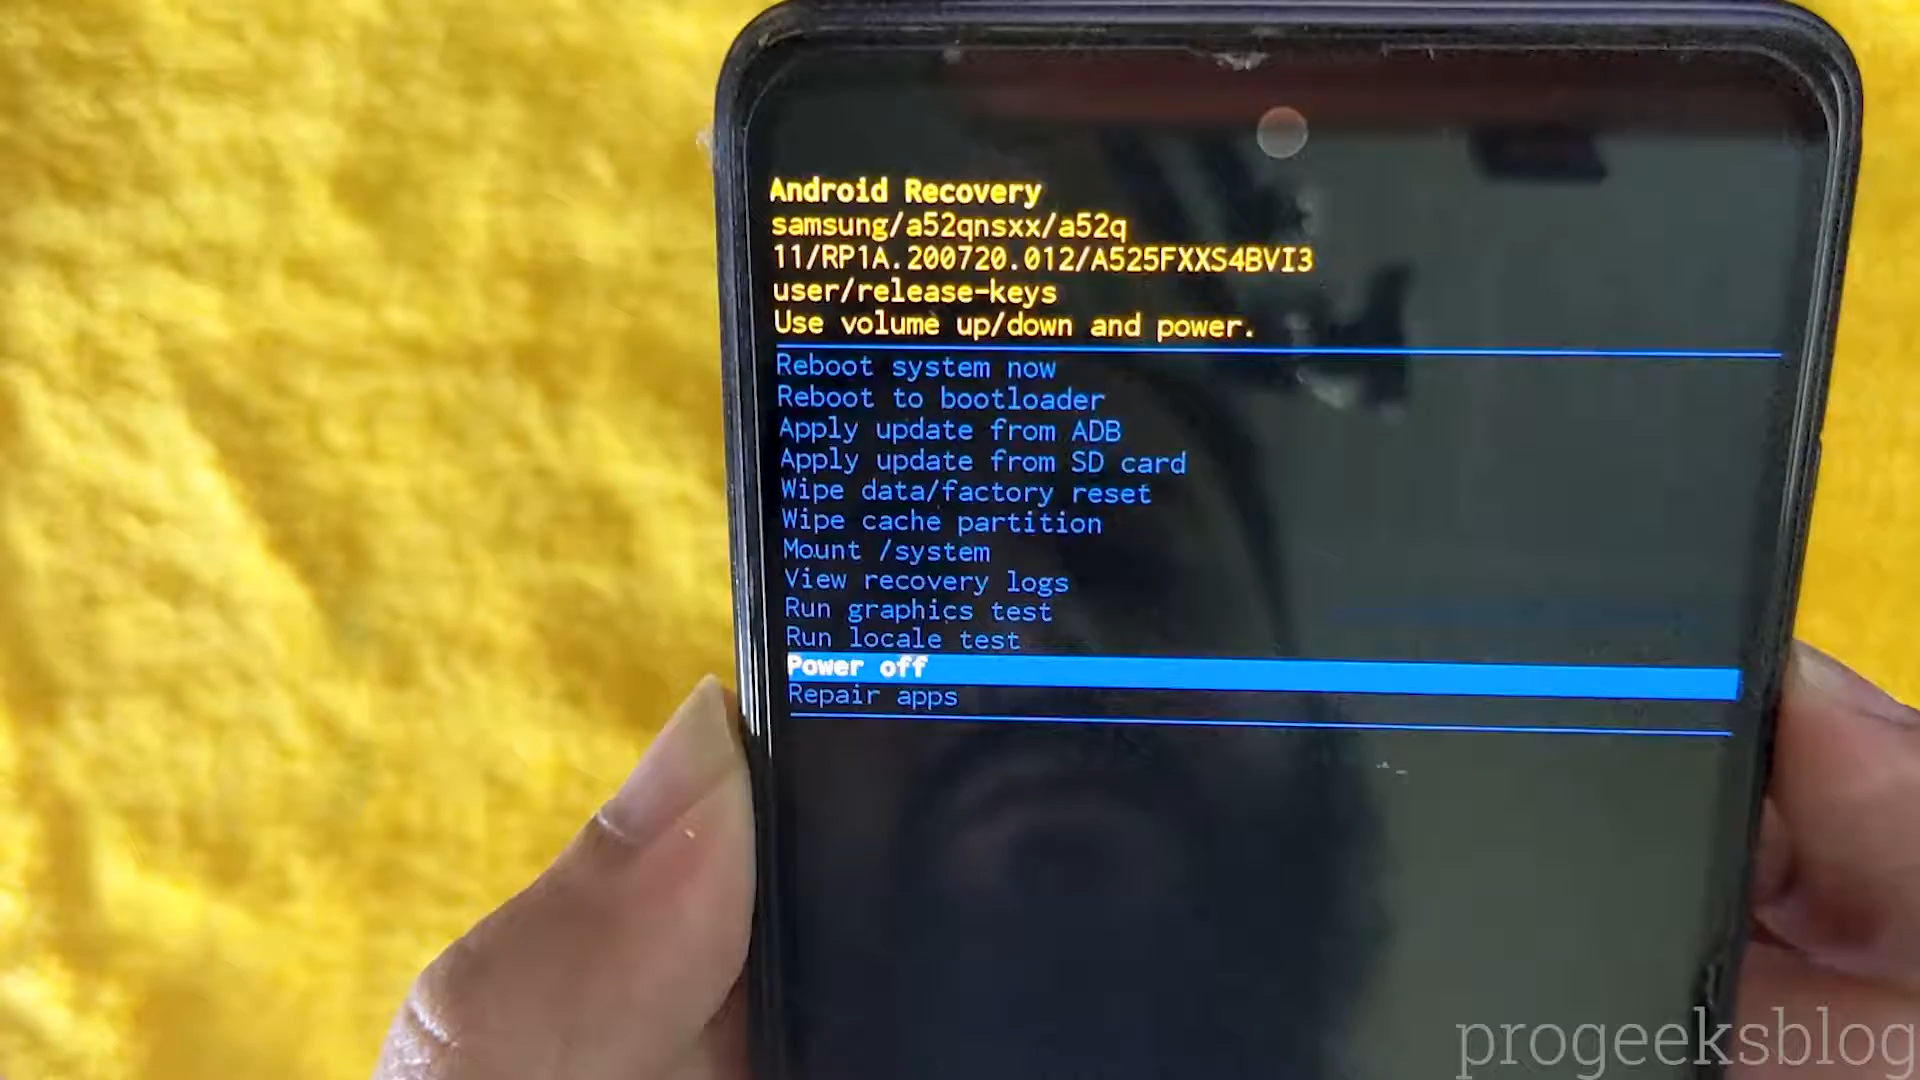 Android Recovery
samsung/a52qnsxx/a52q
11/RP1A.200720.012/A525FXXS4BVI3
user/release-keys
Use volume up/down and power.
Reboot system now
Reboot to bootloader
Apply update from ADB
Apply update from SD card
Wipe data/factory reset
Wipe cache partition
Mount /system
View recovery logs
Run graphics test
Run locale test
Power off
Repair apps
progeeksblog